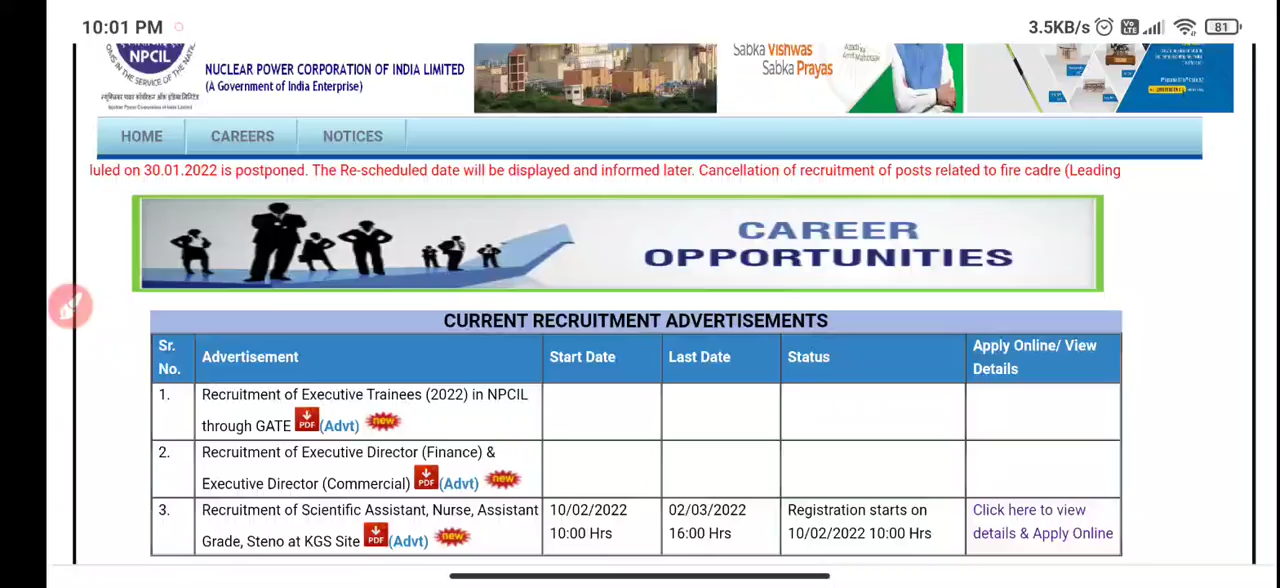 10:01 PM
3.5KB/s
Vo
LTE
81
NPCIL
NUCLEAR POWER CORPORATION OF INDIA LIMITED
(A Government of India Enterprise)
Sabka Vishwas
Sabka Prayas
HOME CAREERS NOTICES
luled on 30.01.2022 is postponed. The Re-scheduled date will be displayed and informed later. Cancellation of recruitment of posts related to fire cadre (Leading
CAREER
OPPORTUNITIES
CURRENT RECRUITMENT ADVERTISEMENTS
Sr. No. Advertisement Start Date Last Date Status Apply Online/ View Details
1. Recruitment of Executive Trainees (2022) in NPCIL
through GATE PDF (Advt) new
2. Recruitment of Executive Director (Finance) &
Executive Director (Commercial) PDF (Advt) new
3. Recruitment of Scientific Assistant, Nurse, Assistant 10/02/2022 02/03/2022 Registration starts on Click here to view
Grade, Steno at KGS Site PDF (Advt) new 10:00 Hrs 16:00 Hrs 10/02/2022 10:00 Hrs details & Apply Online